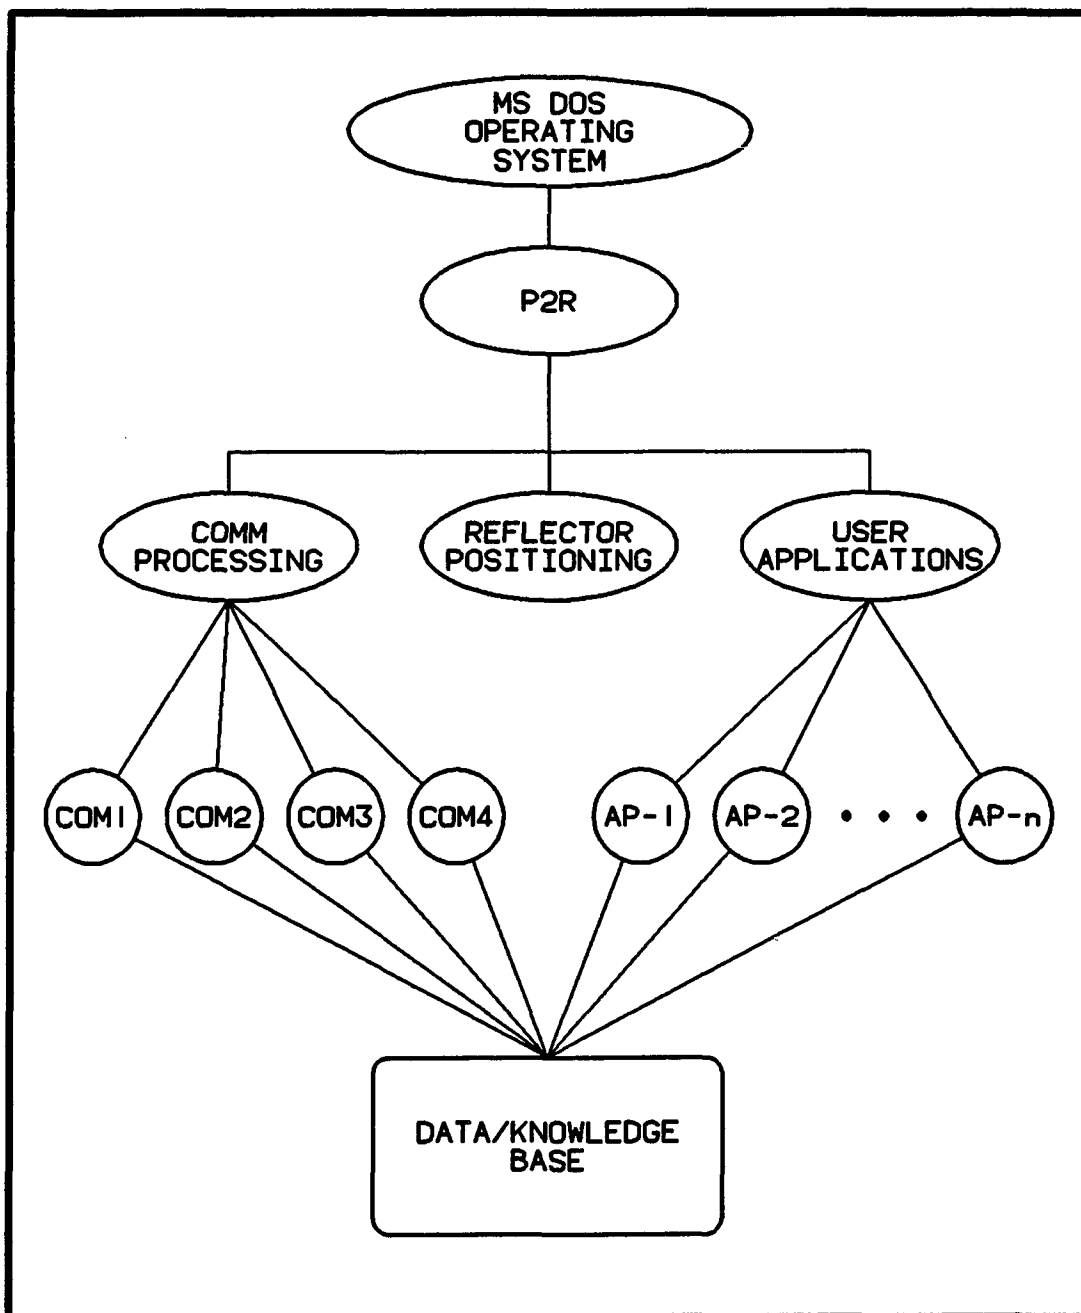 MS DOS
OPERATING
SYSTEM
P2R
COMM
PROCESSING
REFLECTOR
POSITIONING
USER
APPLICATIONS
COM1
COM2
COM3
COM4
AP-1
AP-2
• • •
AP-n
DATA/KNOWLEDGE
BASE